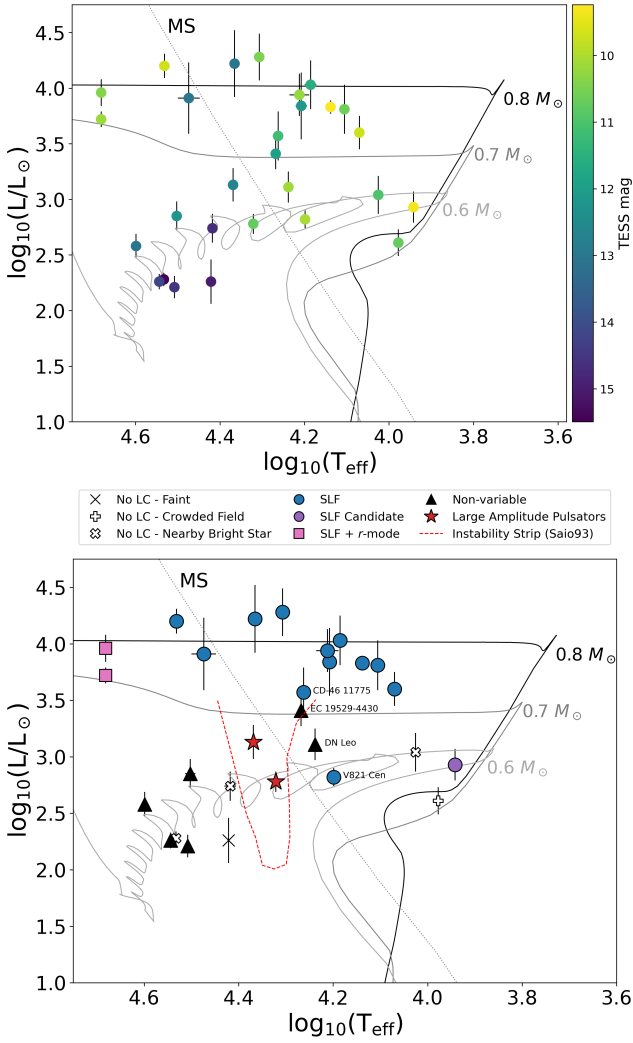 MS
4.5
4.0
3.5
3.0
2.5
2.0
1.5
1.0
log₁₀(L/L⊙)
0.8 M⊙
0.7 M⊙
0.6 M⊙
4.6 4.4 4.2 4.0 3.8 3.6
log₁₀(Teff)
10
11
12
13
14
15
TESS mag
No LC - Faint
No LC - Crowded Field
No LC - Nearby Bright Star
SLF
SLF Candidate
SLF + r-mode
Non-variable
Large Amplitude Pulsators
Instability Strip (Saio93)
MS
4.5
4.0
3.5
3.0
2.5
2.0
1.5
1.0
log₁₀(L/L⊙)
0.8 M⊙
CD-46 11775
EC 19529-4430
0.7 M⊙
DN Leo
0.6 M⊙
V821 Cen
4.6 4.4 4.2 4.0 3.8 3.6
log₁₀(Teff)